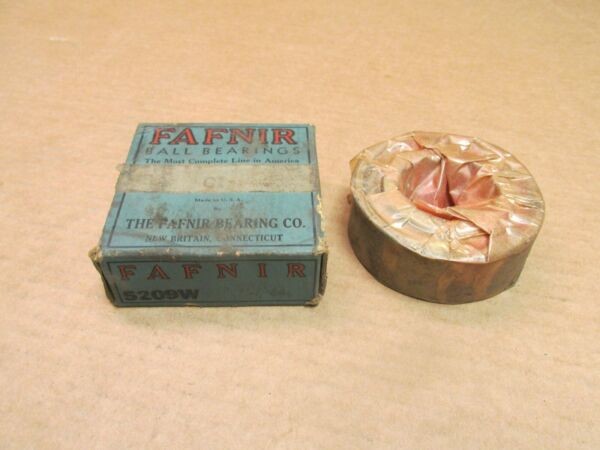 FAFNIR
BALL BEARINGS
The Most Complete Line in America
Made in U.S.A.
THE FAFNIR BEARING CO.
NEW BRITAIN, CONNECTICUT
FAFNIR
5209W